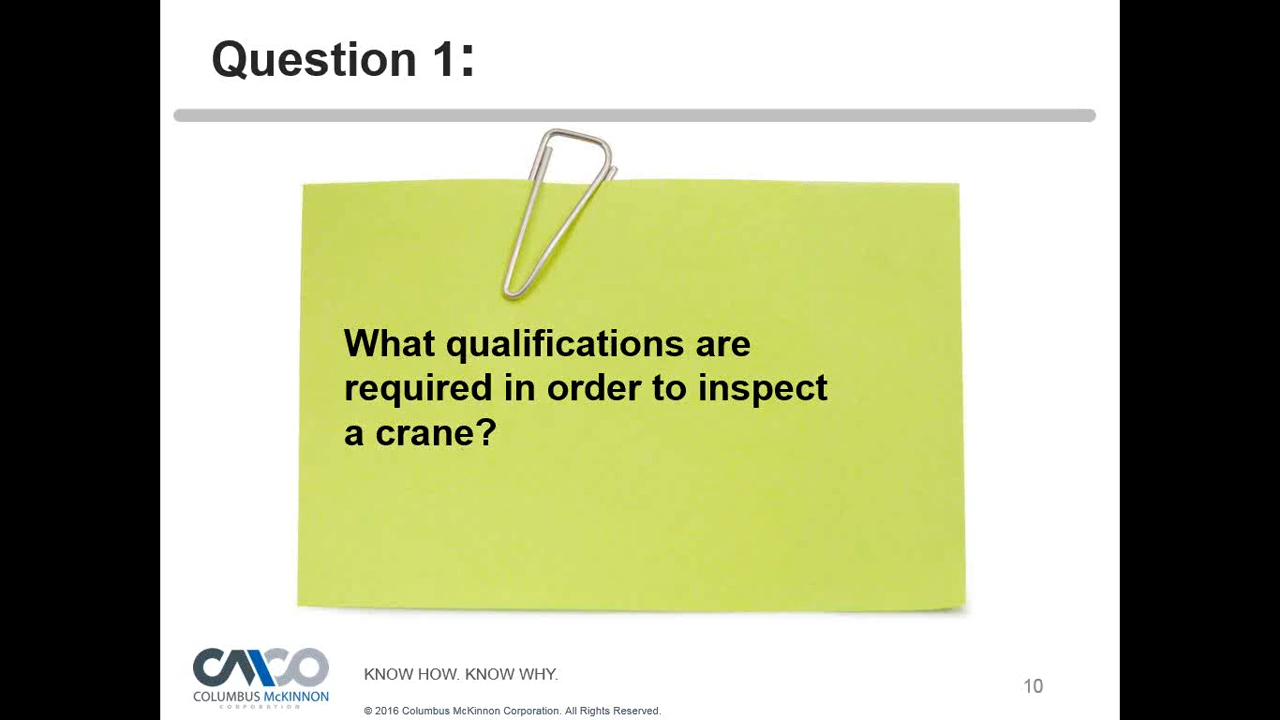 Question 1:
What qualifications are
required in order to inspect
a crane?
CMCO
COLUMBUS McKINNON
CORPORATION
KNOW HOW. KNOW WHY.
© 2016 Columbus McKinnon Corporation. All Rights Reserved.
10